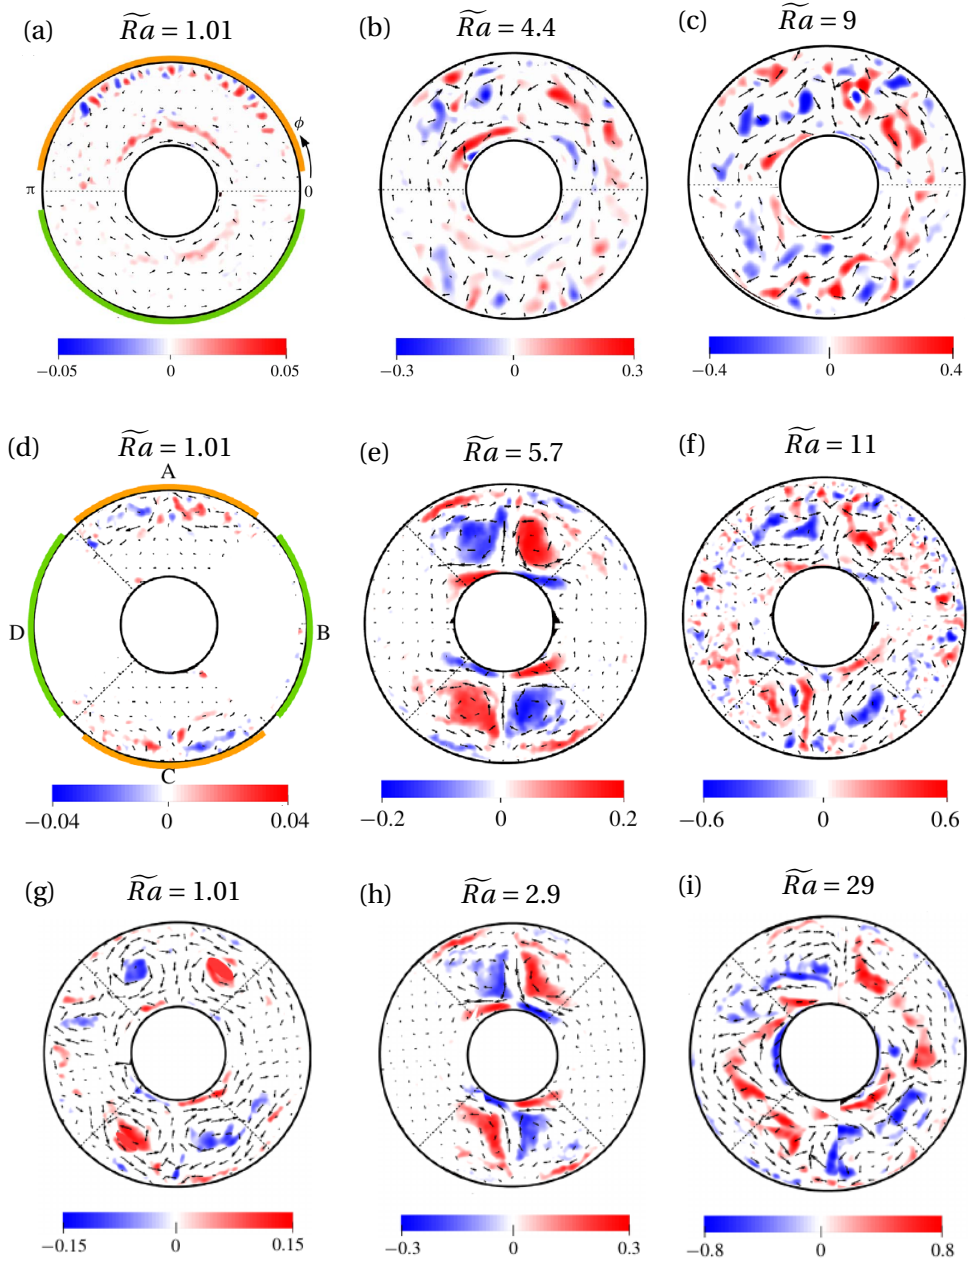 (a) R̃a = 1.01
(b) R̃a = 4.4
(c) R̃a = 9
ϕ
π
0
−0.05 0 0.05
−0.3 0 0.3
−0.4 0 0.4
(d) R̃a = 1.01
(e) R̃a = 5.7
(f) R̃a = 11
A
D
B
C
−0.04 0 0.04
−0.2 0 0.2
−0.6 0 0.6
(g) R̃a = 1.01
(h) R̃a = 2.9
(i) R̃a = 29
−0.15 0 0.15
−0.3 0 0.3
−0.8 0 0.8